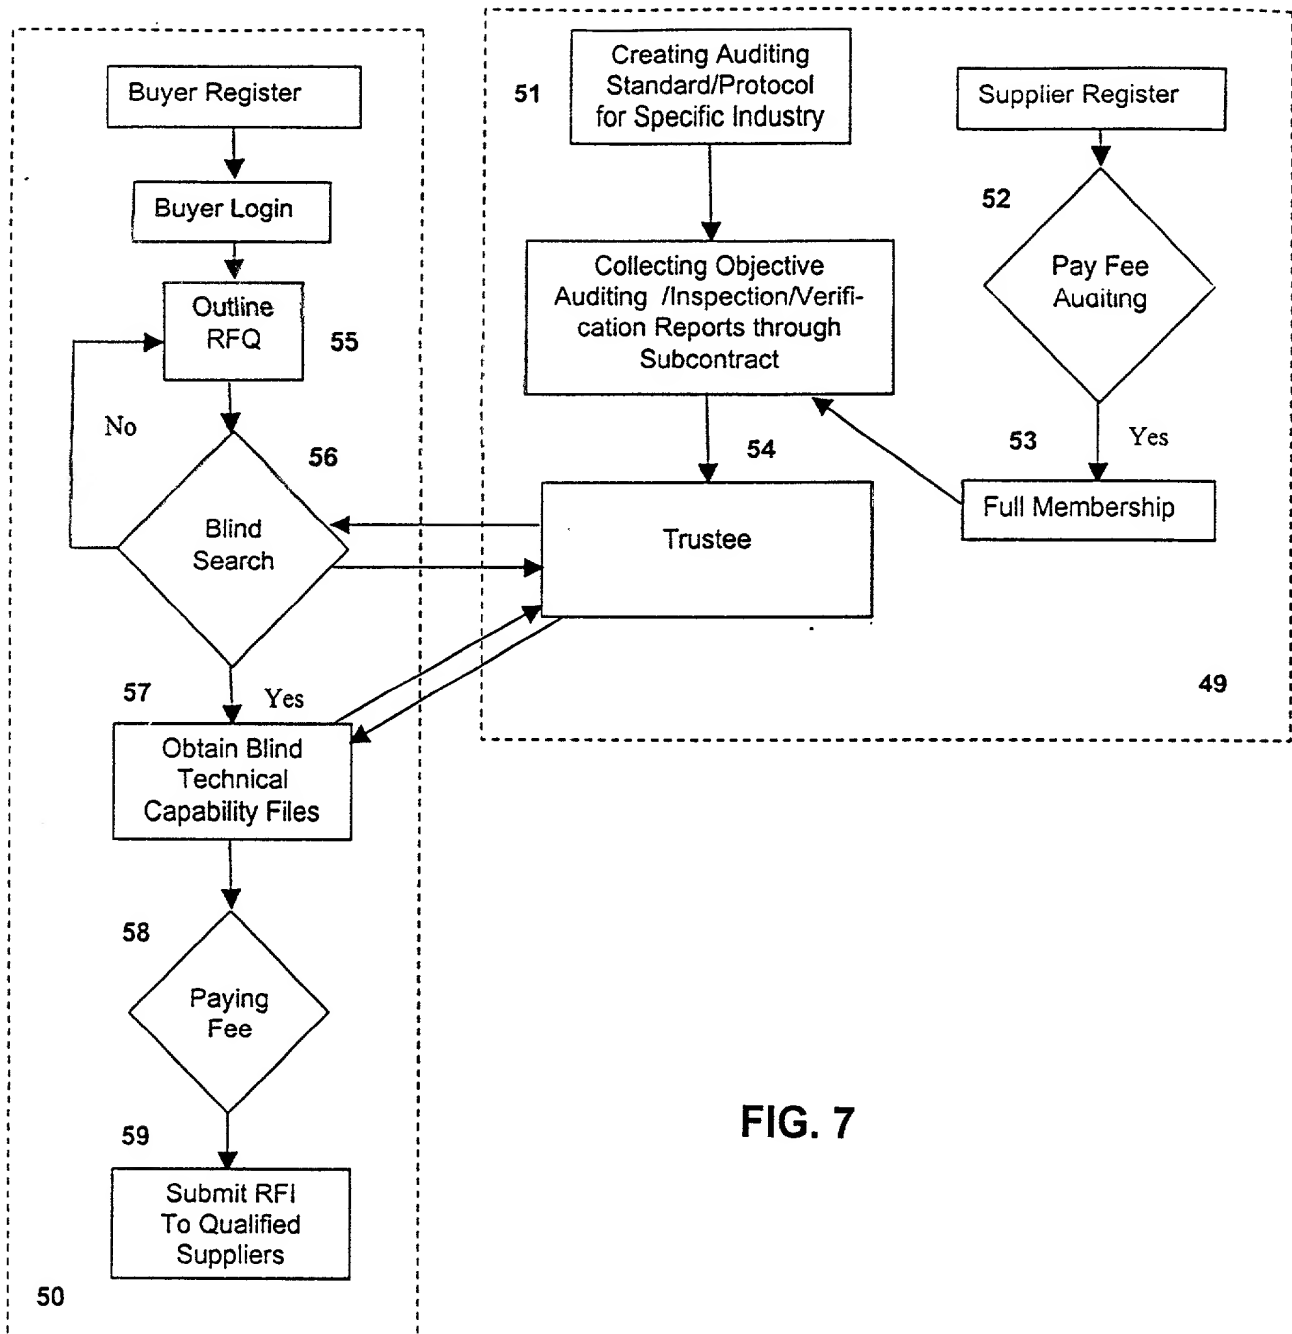 Buyer Register
Buyer Login
Outline
RFQ
55
No
56
Blind
Search
57
Yes
Obtain Blind
Technical
Capability Files
58
Paying
Fee
59
Submit RFI
To Qualified
Suppliers
50
51
Creating Auditing
Standard/Protocol
for Specific Industry
Collecting Objective
Auditing /Inspection/Verifi-
cation Reports through
Subcontract
54
Trustee
Supplier Register
52
Pay Fee
Auditing
53
Yes
Full Membership
49
FIG. 7